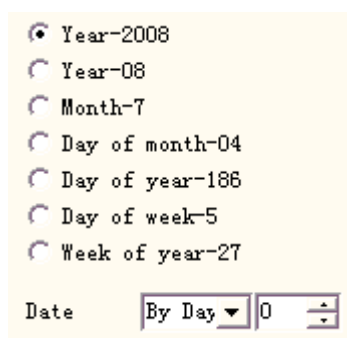 Year-2008
Year-08
Month-7
Day of month-04
Day of year-186
Day of week-5
Week of year-27
Date By Day 0